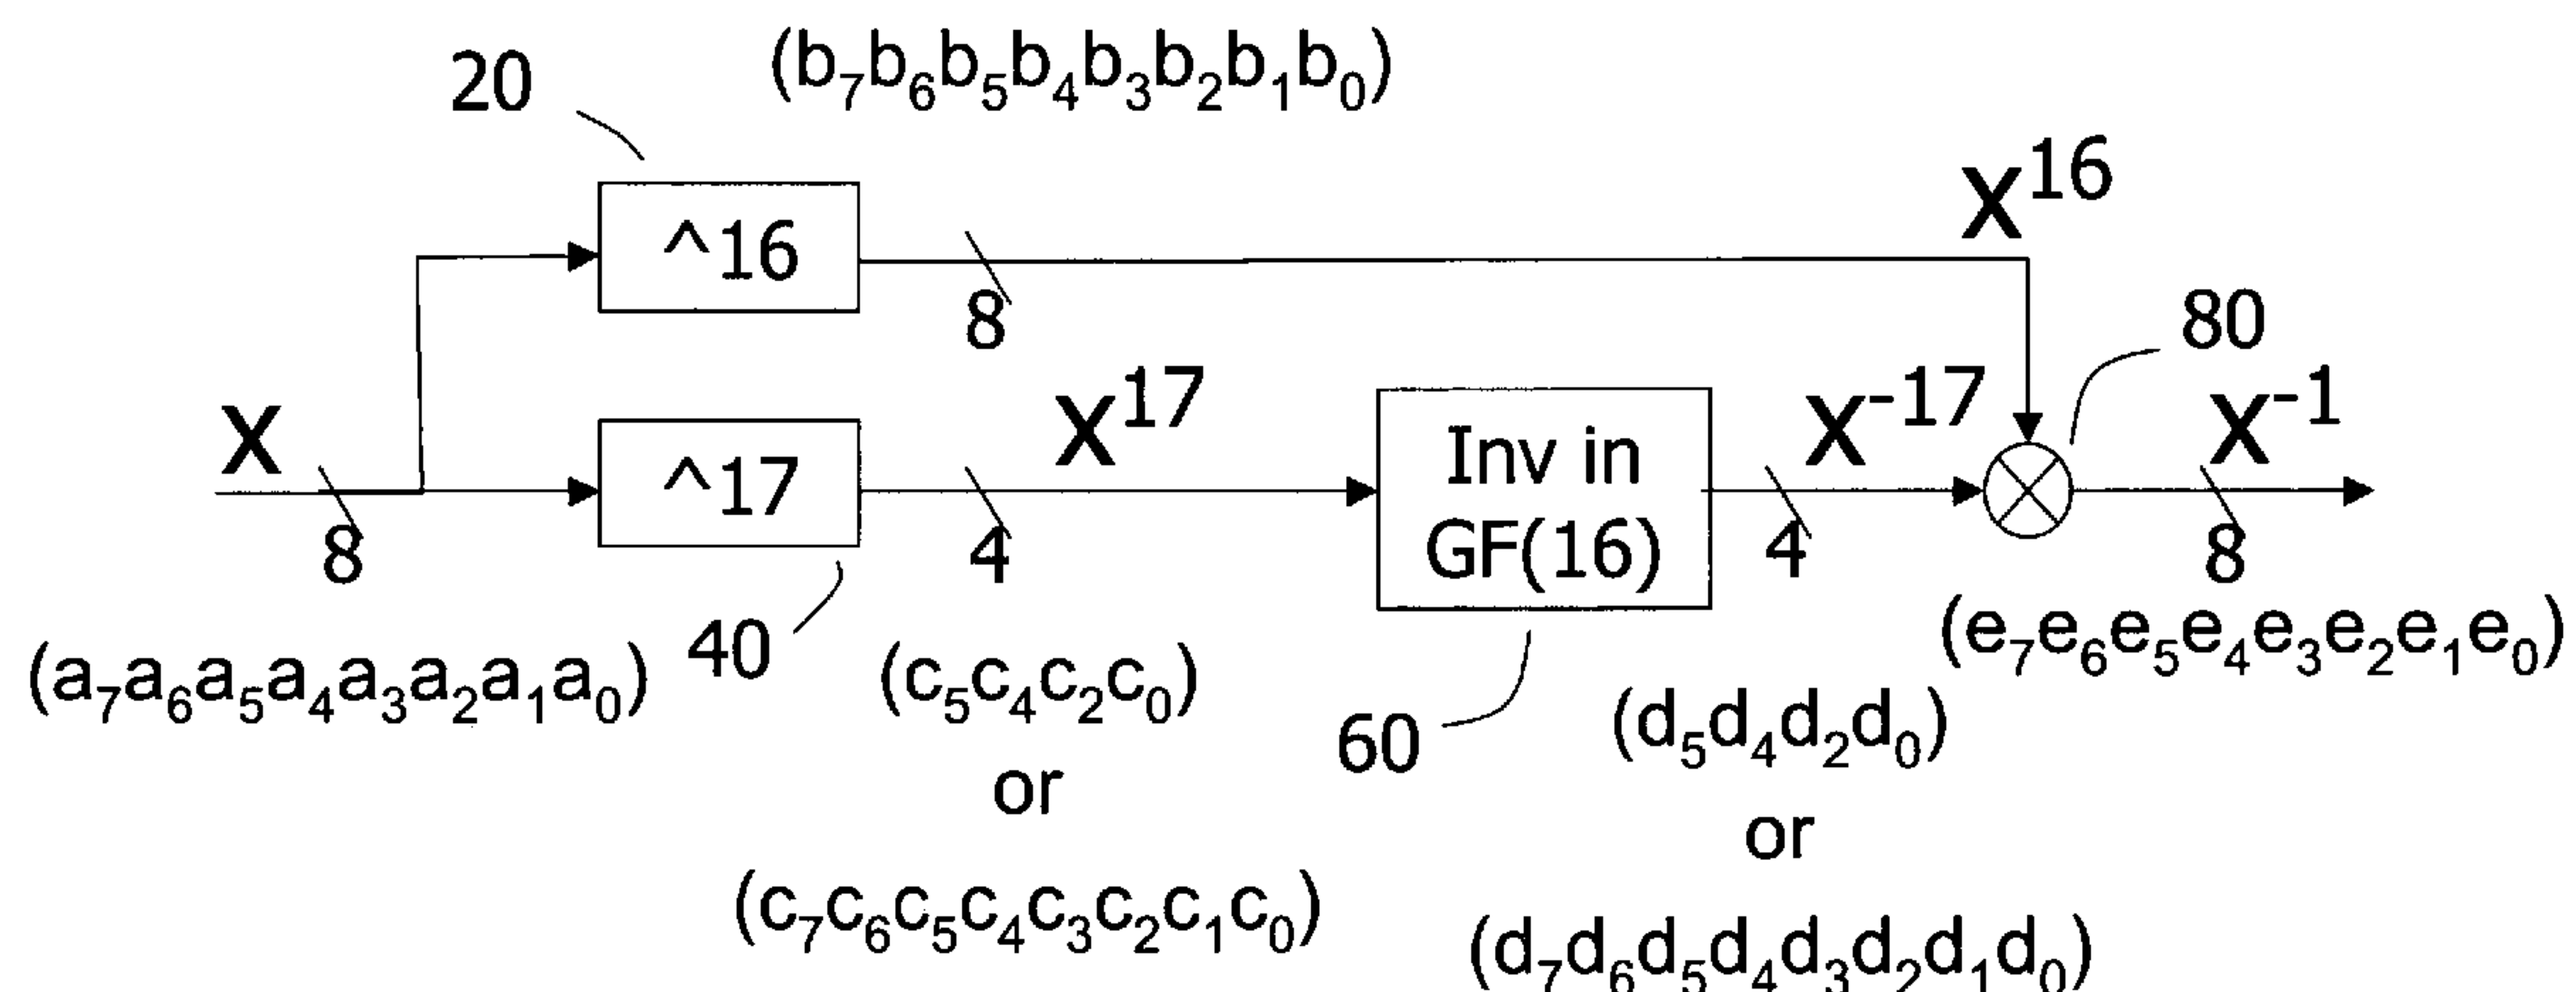 20
(b₇b₆b₅b₄b₃b₂b₁b₀)
^16
8
X¹⁶
80
X
8
^17
4
X¹⁷
Inv in
GF(16)
X⁻¹⁷
4
X⁻¹
8
(a₇a₆a₅a₄a₃a₂a₁a₀)
40
(c₅c₄c₂c₀)
or
(c₇c₆c₅c₄c₃c₂c₁c₀)
60
(d₅d₄d₂d₀)
or
(d₇d₆d₅d₄d₃d₂d₁d₀)
(e₇e₆e₅e₄e₃e₂e₁e₀)